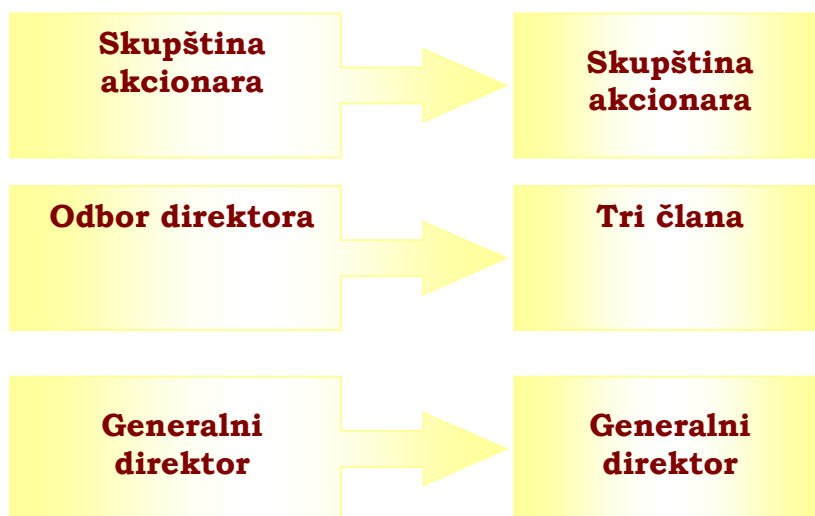 Skupština
akcionara
Skupština
akcionara
Odbor direktora
Tri člana
Generalni
direktor
Generalni
direktor